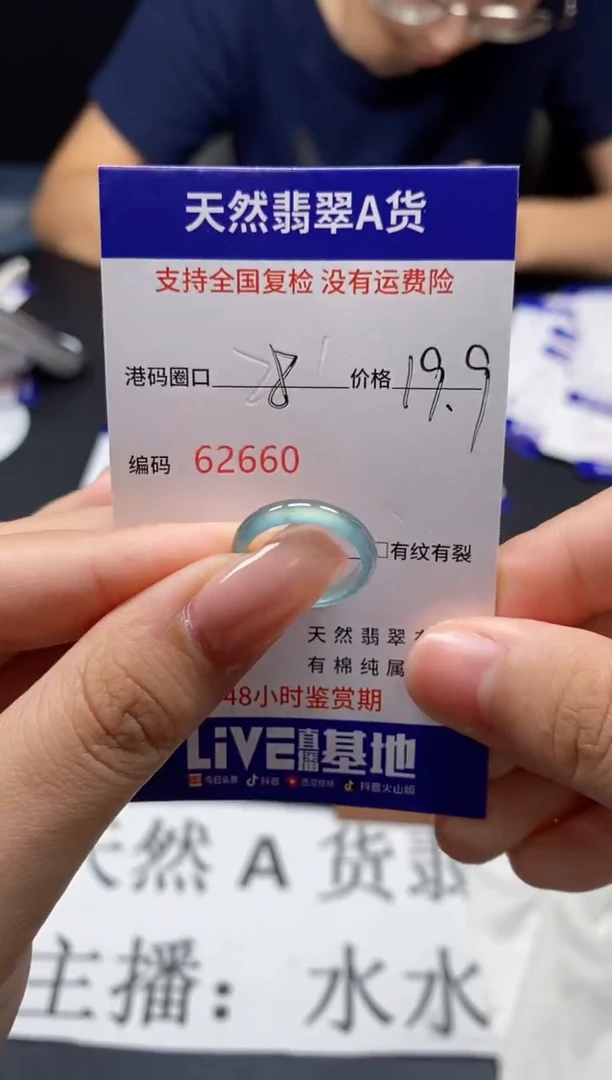 天然翡翠A货
支持全国复检 没有运费险
港码圈口 8 价格 19.9
编码 62660
□有纹有裂
天然翡翠
有棉纯属
48小时鉴赏期
LiVE直播基地
今日头条 抖音 西瓜视频 抖音火山版
天然A货翡
主播：水水